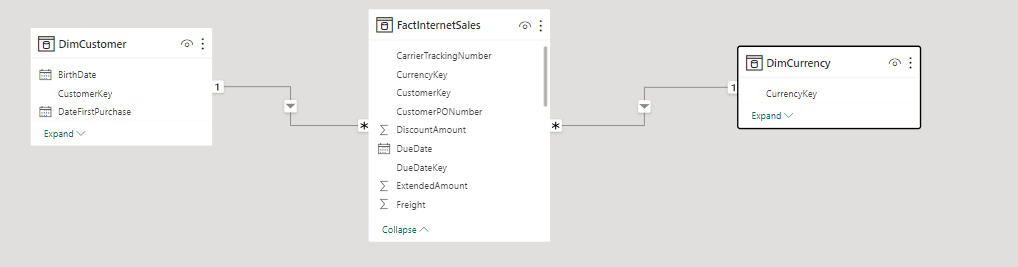 DimCustomer
BirthDate
CustomerKey
DateFirstPurchase
Expand
1
*
FactInternetSales
CarrierTrackingNumber
CurrencyKey
CustomerKey
CustomerPONumber
DiscountAmount
DueDate
DueDateKey
ExtendedAmount
Freight
Collapse
*
1
DimCurrency
CurrencyKey
Expand